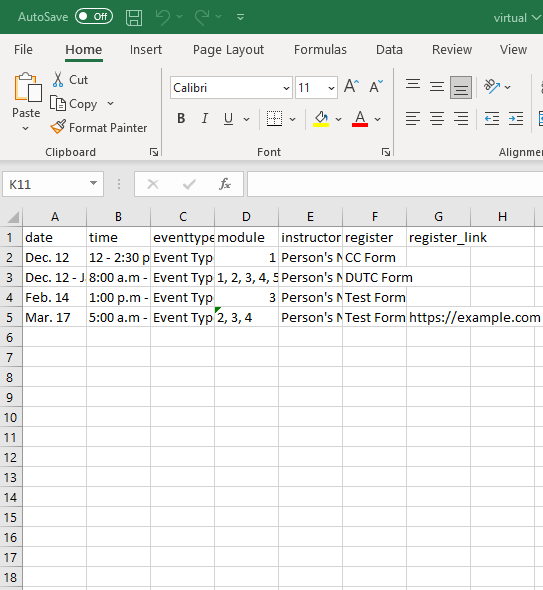 AutoSave Off virtual
File Home Insert Page Layout Formulas Data Review View
Paste
Cut
Copy
Format Painter
Calibri 11 A A
B I U A
Clipboard Font Alignme
K11 fx
A B C D E F G H
1 date time eventtype module instructor register register_link
2 Dec. 12 12 - 2:30 p Event Typ 1 Person's N CC Form
3 Dec. 12 - J 8:00 a.m - Event Typ 1, 2, 3, 4, 5 Person's N DUTC Form
4 Feb. 14 1:00 p.m - Event Typ 3 Person's N Test Form
5 Mar. 17 5:00 a.m - Event Typ 2, 3, 4 Person's N Test Form https://example.com
6
7
8
9
10
11
12
13
14
15
16
17
18